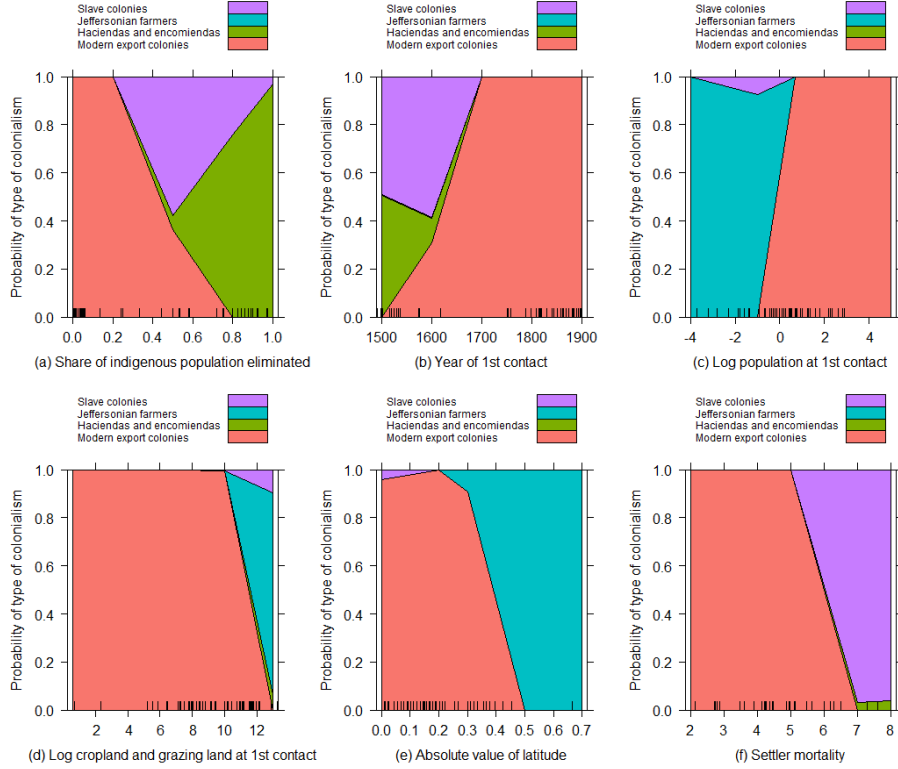 Slave colonies
Jeffersonian farmers
Haciendas and encomiendas
Modern export colonies
Probability of type of colonialism
1.0
0.8
0.6
0.4
0.2
0.0
0.0 0.2 0.4 0.6 0.8 1.0
(a) Share of indigenous population eliminated
Slave colonies
Jeffersonian farmers
Haciendas and encomiendas
Modern export colonies
Probability of type of colonialism
1.0
0.8
0.6
0.4
0.2
0.0
1500 1600 1700 1800 1900
(b) Year of 1st contact
Slave colonies
Jeffersonian farmers
Haciendas and encomiendas
Modern export colonies
Probability of type of colonialism
1.0
0.8
0.6
0.4
0.2
0.0
-4 -2 0 2 4
(c) Log population at 1st contact
Slave colonies
Jeffersonian farmers
Haciendas and encomiendas
Modern export colonies
Probability of type of colonialism
1.0
0.8
0.6
0.4
0.2
0.0
2 4 6 8 10 12
(d) Log cropland and grazing land at 1st contact
Slave colonies
Jeffersonian farmers
Haciendas and encomiendas
Modern export colonies
Probability of type of colonialism
1.0
0.8
0.6
0.4
0.2
0.0
0.0 0.1 0.2 0.3 0.4 0.5 0.6 0.7
(e) Absolute value of latitude
Slave colonies
Jeffersonian farmers
Haciendas and encomiendas
Modern export colonies
Probability of type of colonialism
1.0
0.8
0.6
0.4
0.2
0.0
2 3 4 5 6 7 8
(f) Settler mortality